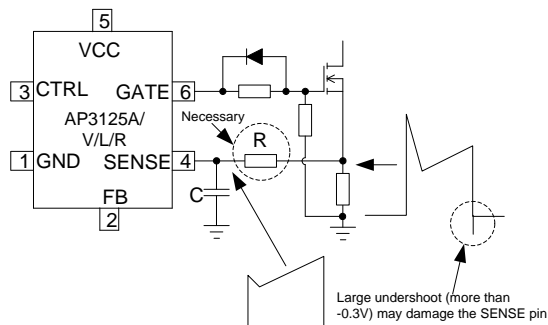 5
VCC
3 CTRL GATE 6
AP3125A/
V/L/R
Necessary
R
1 GND SENSE 4
C
FB
2
Large undershoot (more than
-0.3V) may damage the SENSE pin